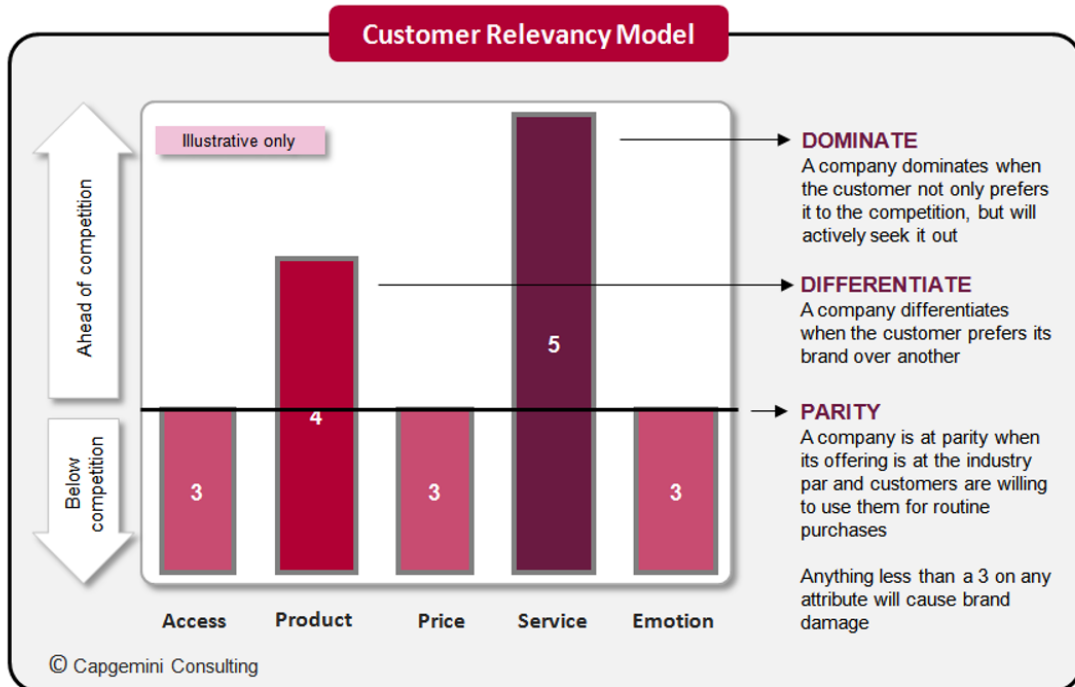 Customer Relevancy Model
Illustrative only
Ahead of competition
Below
competition
5
4
3
3
3
Access
Product
Price
Service
Emotion
DOMINATE
A company dominates when
the customer not only prefers
it to the competition, but will
actively seek it out
DIFFERENTIATE
A company differentiates
when the customer prefers its
brand over another
PARITY
A company is at parity when
its offering is at the industry
par and customers are willing
to use them for routine
purchases
Anything less than a 3 on any
attribute will cause brand
damage
© Capgemini Consulting